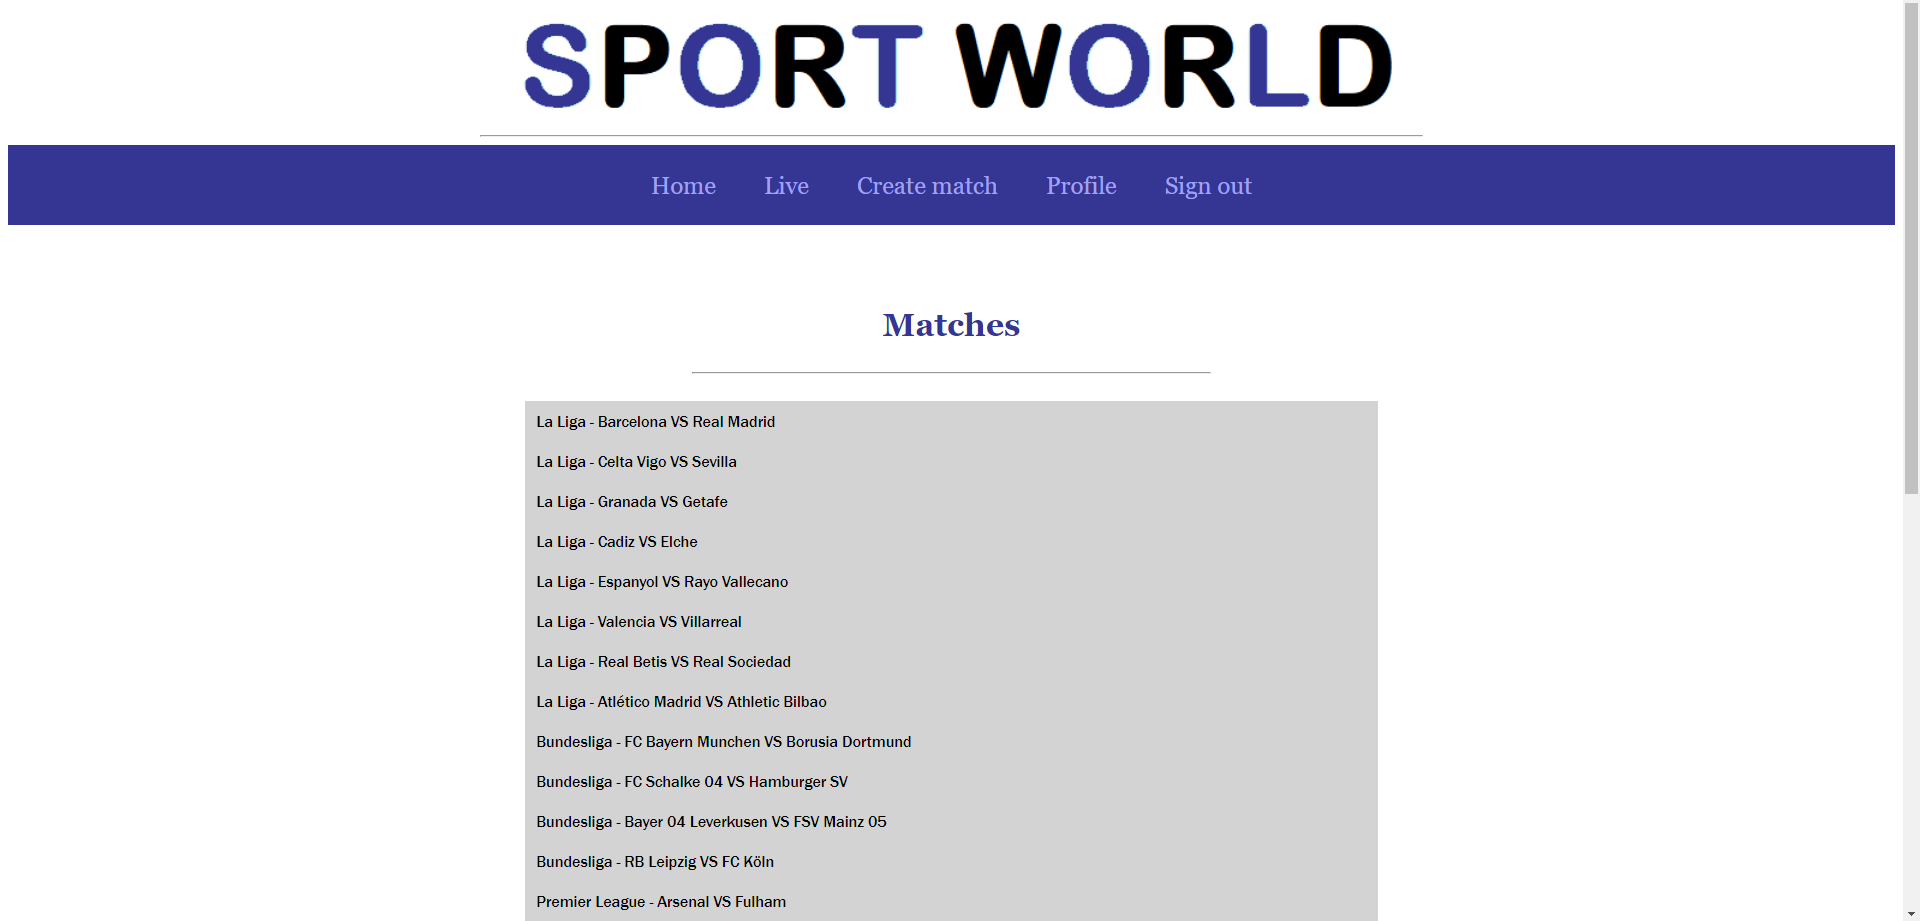 SPORT WORLD
Home Live Create match Profile Sign out
Matches
La Liga - Barcelona VS Real Madrid
La Liga - Celta Vigo VS Sevilla
La Liga - Granada VS Getafe
La Liga - Cadiz VS Elche
La Liga - Espanyol VS Rayo Vallecano
La Liga - Valencia VS Villarreal
La Liga - Real Betis VS Real Sociedad
La Liga - Atlético Madrid VS Athletic Bilbao
Bundesliga - FC Bayern Munchen VS Borusia Dortmund
Bundesliga - FC Schalke 04 VS Hamburger SV
Bundesliga - Bayer 04 Leverkusen VS FSV Mainz 05
Bundesliga - RB Leipzig VS FC Köln
Premier League - Arsenal VS Fulham